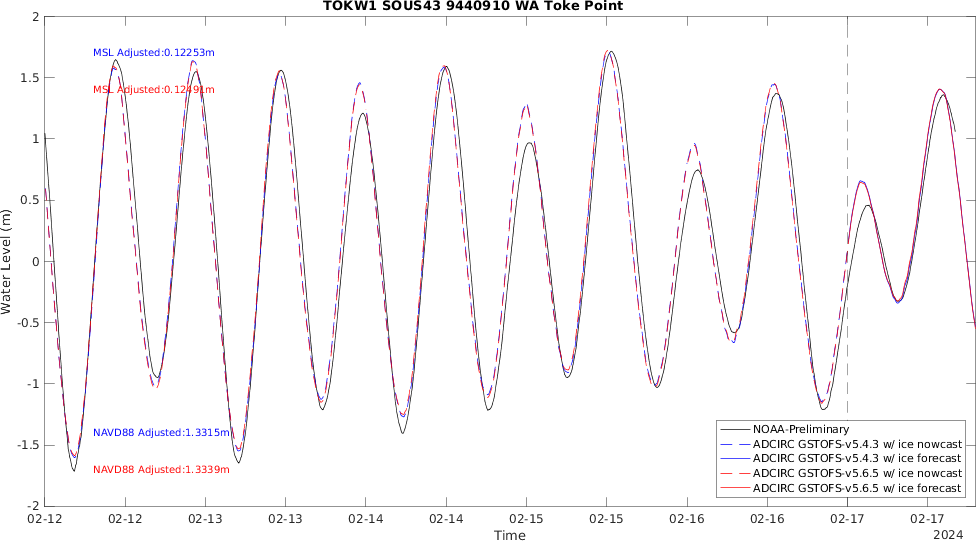 TOKW1 SOUS43 9440910 WA Toke Point
2
1.5
1
0.5
0
-0.5
-1
-1.5
-2
Water Level (m)
MSL Adjusted:0.12253m
MSL Adjusted:0.12491m
NAVD88 Adjusted:1.3315m
NAVD88 Adjusted:1.3339m
NOAA-Preliminary
ADCIRC GSTOFS-v5.4.3 w/ ice nowcast
ADCIRC GSTOFS-v5.4.3 w/ ice forecast
ADCIRC GSTOFS-v5.6.5 w/ ice nowcast
ADCIRC GSTOFS-v5.6.5 w/ ice forecast
02-12 02-12 02-13 02-13 02-14 02-14 02-15 02-15 02-16 02-16 02-17 02-17
Time
2024